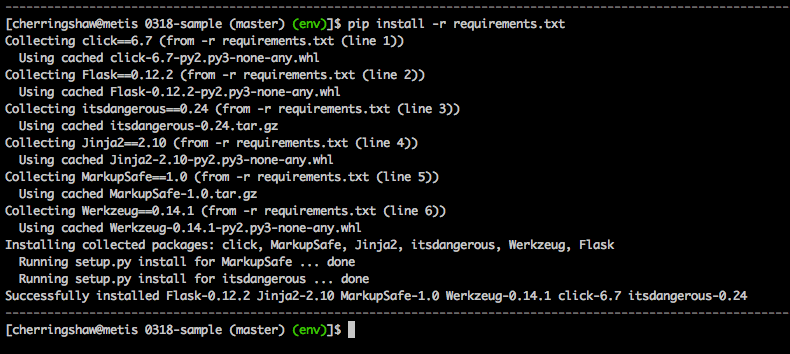 [cherringshaw@metis 0318-sample (master) (env)]$ pip install -r requirements.txt
Collecting click==6.7 (from -r requirements.txt (line 1))
  Using cached click-6.7-py2.py3-none-any.whl
Collecting Flask==0.12.2 (from -r requirements.txt (line 2))
  Using cached Flask-0.12.2-py2.py3-none-any.whl
Collecting itsdangerous==0.24 (from -r requirements.txt (line 3))
  Using cached itsdangerous-0.24.tar.gz
Collecting Jinja2==2.10 (from -r requirements.txt (line 4))
  Using cached Jinja2-2.10-py2.py3-none-any.whl
Collecting MarkupSafe==1.0 (from -r requirements.txt (line 5))
  Using cached MarkupSafe-1.0.tar.gz
Collecting Werkzeug==0.14.1 (from -r requirements.txt (line 6))
  Using cached Werkzeug-0.14.1-py2.py3-none-any.whl
Installing collected packages: click, MarkupSafe, Jinja2, itsdangerous, Werkzeug, Flask
  Running setup.py install for MarkupSafe ... done
  Running setup.py install for itsdangerous ... done
Successfully installed Flask-0.12.2 Jinja2-2.10 MarkupSafe-1.0 Werkzeug-0.14.1 click-6.7 itsdangerous-0.24
[cherringshaw@metis 0318-sample (master) (env)]$